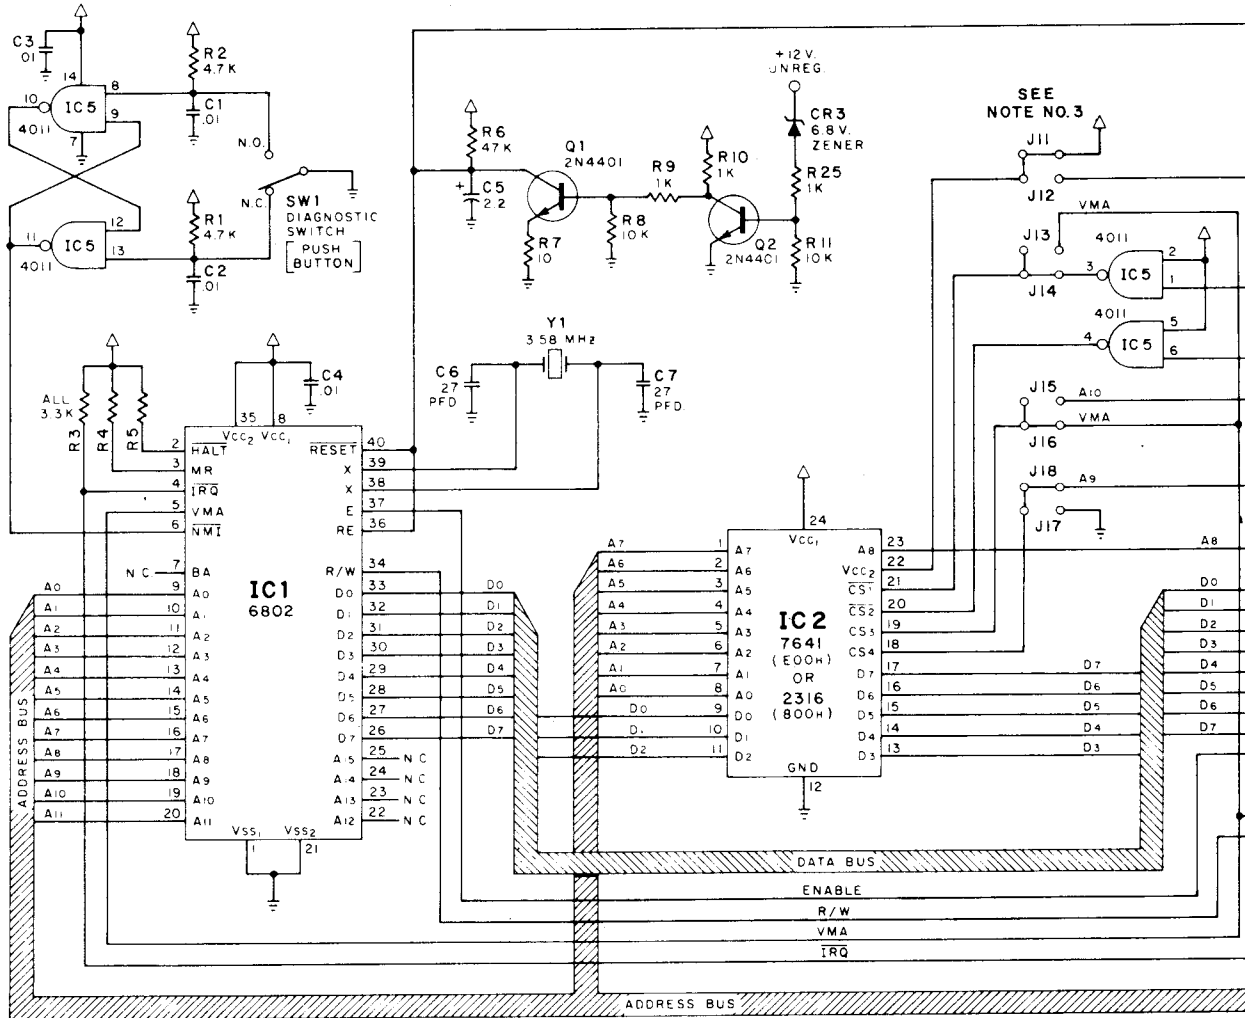 C3
.01
14
8
10
IC5
9
4011
7
R2
4.7K
C1
.01
N.O.
N.C.
SW1
DIAGNOSTIC
SWITCH
[PUSH
BUTTON]
R1
4.7K
12
11
IC5
13
4011
C2
.01
R6
47K
+
C5
2.2
Q1
2N4401
R7
10
R8
10K
R9
1K
R10
1K
+12V.
UNREG.
CR3
6.8V.
ZENER
R25
1K
Q2
2N4401
R11
10K
SEE
NOTE NO.3
J11
J12
VMA
J13
J14
4011
2
3
IC5
1
4011
5
4
IC5
6
J15
A10
J16
VMA
J18
A9
J17
Y1
3.58 MHz
C6
27
PFD
C7
27
PFD.
ALL
3.3K
R3
R4
R5
C4
.01
35
8
VCC2
VCC1
2
HALT
3
MR
4
IRQ
5
VMA
6
NMI
N.C.
7
BA
A0
9
A0
A1
10
A1
A2
11
A2
A3
12
A3
A4
13
A4
A5
14
A5
A6
15
A6
A7
16
A7
A8
17
A8
A9
18
A9
A10
19
A10
A11
20
A11
IC1
6802
RESET
40
X
39
X
38
E
37
RE
36
R/W
34
D0
33
D0
D1
32
D1
D2
31
D2
D3
30
D3
D4
29
D4
D5
28
D5
D6
27
D6
D7
26
D7
A15
25
N C
A14
24
N C
A13
23
N C
A12
22
N C
VSS1
VSS2
1
21
ADDRESS BUS
24
VCC1
A7
1
A7
A6
2
A6
A5
3
A5
A4
4
A4
A3
5
A3
A2
6
A2
A1
7
A1
A0
8
A0
D0
9
D0
D1
10
D1
D2
11
D2
IC2
7641
(E00H)
OR
2316
(800H)
A8
23
A8
VCC2
22
CS1
21
CS2
20
CS3
19
CS4
18
D7
17
D7
D6
16
D6
D5
15
D5
D4
14
D4
D3
13
D3
GND
12
D0
D1
D2
D3
D4
D5
D6
D7
DATA BUS
ENABLE
R/W
VMA
IRQ
ADDRESS BUS